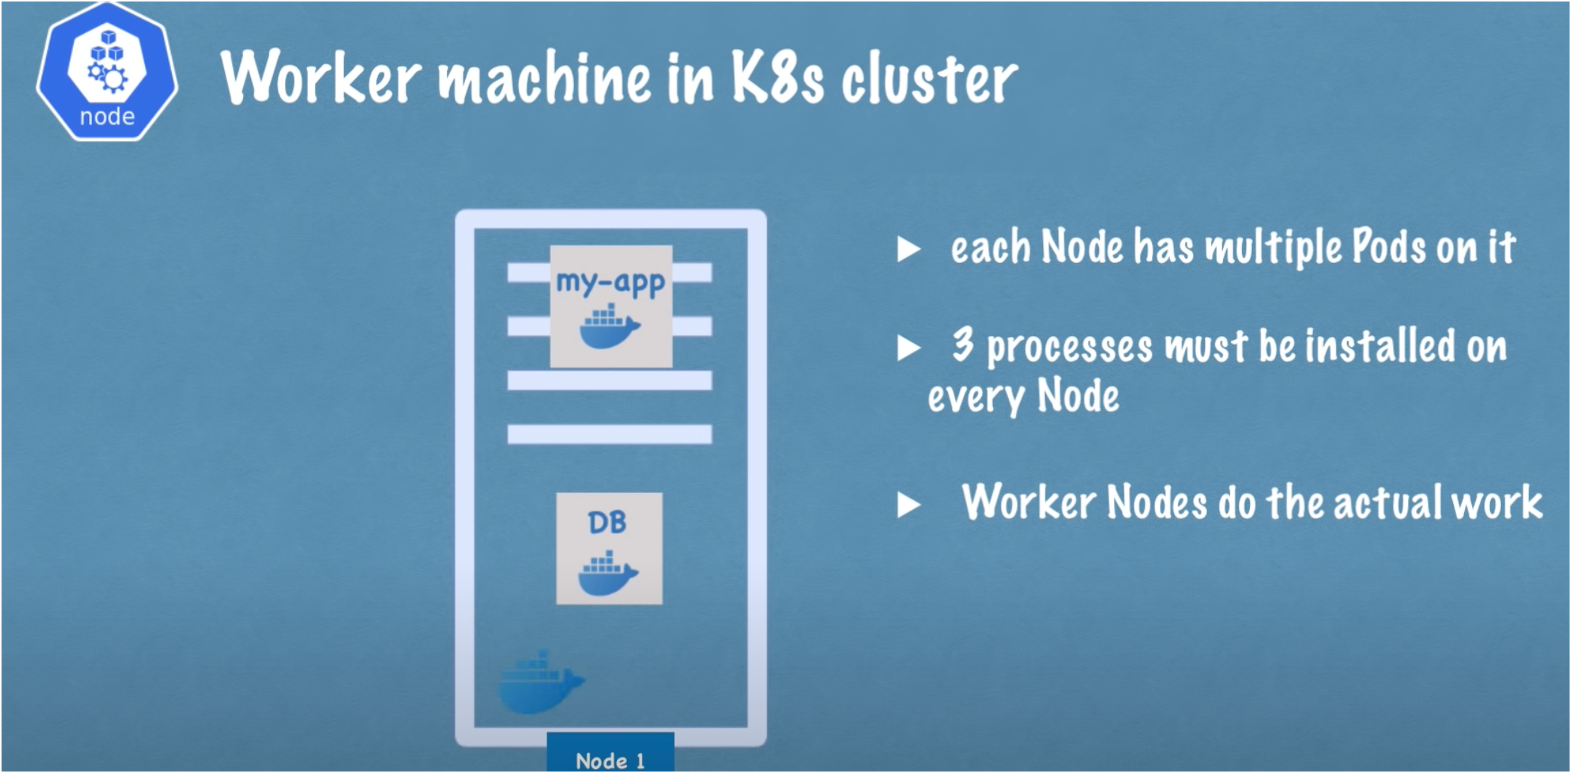 node
Worker machine in K8s cluster
my-app
DB
Node 1
each Node has multiple Pods on it
3 processes must be installed on
every Node
Worker Nodes do the actual work